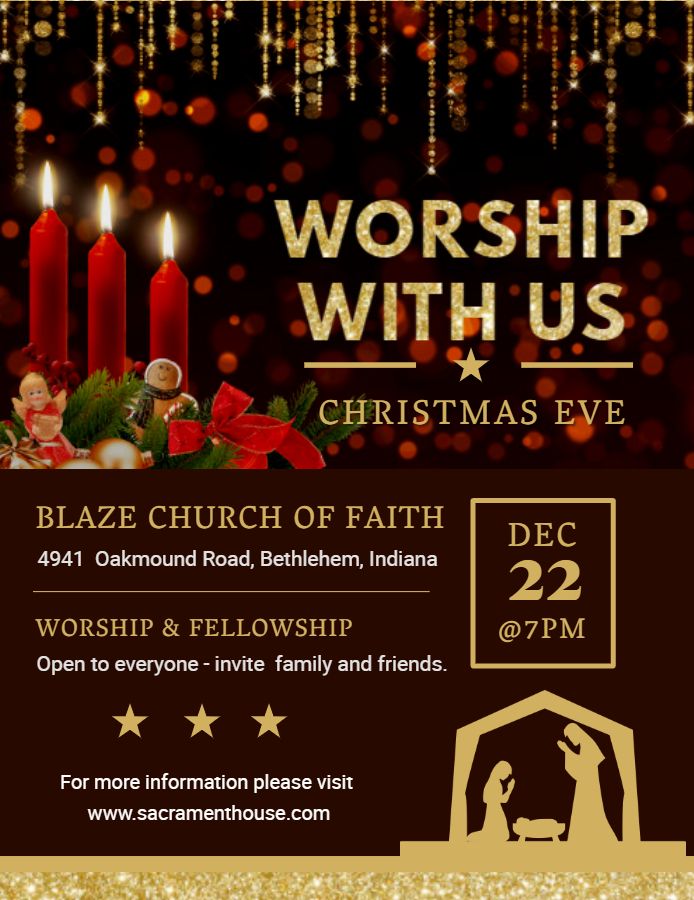 WORSHIP
WITH US
CHRISTMAS EVE
BLAZE CHURCH OF FAITH
4941 Oakmound Road, Bethlehem, Indiana
DEC
22
@7PM
WORSHIP & FELLOWSHIP
Open to everyone - invite family and friends.
For more information please visit
www.sacramenthouse.com